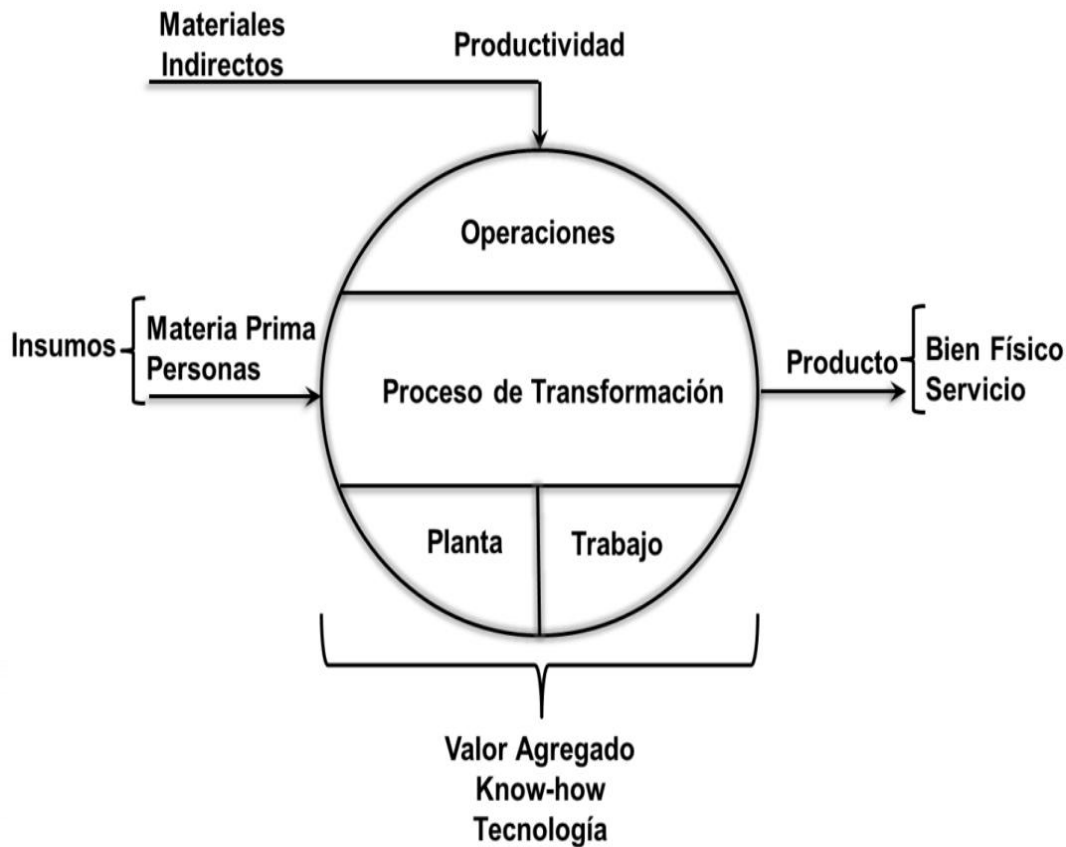 Materiales
Indirectos
Productividad
Operaciones
Insumos
Materia Prima
Personas
Proceso de Transformación
Producto
Bien Físico
Servicio
Planta
Trabajo
Valor Agregado
Know-how
Tecnología